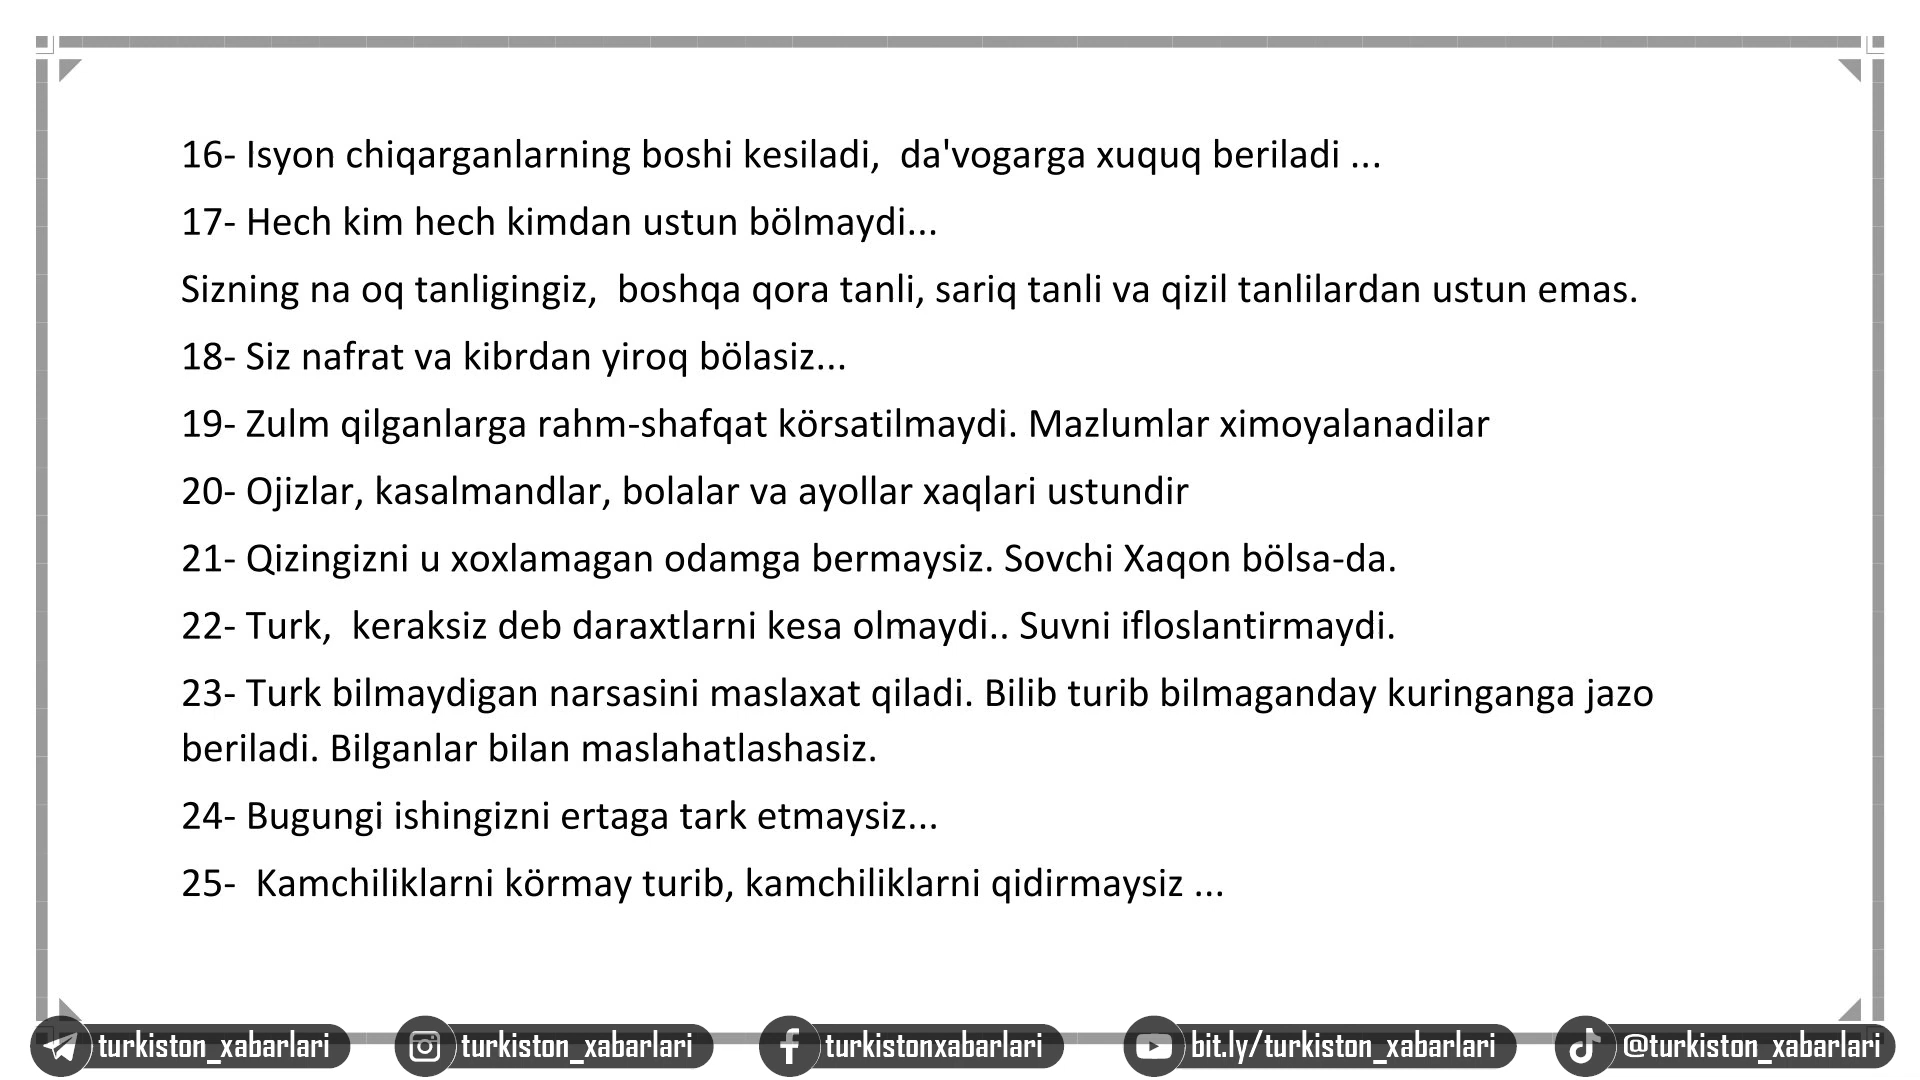 16- Isyon chiqarganlarning boshi kesiladi,  da'vogarga xuquq beriladi ...
17- Hech kim hech kimdan ustun bölmaydi...
Sizning na oq tanligingiz,  boshqa qora tanli, sariq tanli va qizil tanlilardan ustun emas.
18- Siz nafrat va kibrdan yiroq bölasiz...
19- Zulm qilganlarga rahm-shafqat körsatilmaydi. Mazlumlar ximoyalanadilar
20- Ojizlar, kasalmandlar, bolalar va ayollar xaqlari ustundir
21- Qizingizni u xoxlamagan odamga bermaysiz. Sovchi Xaqon bölsa-da.
22- Turk,  keraksiz deb daraxtlarni kesa olmaydi.. Suvni ifloslantirmaydi.
23- Turk bilmaydigan narsasini maslaxat qiladi. Bilib turib bilmaganday kuringanga jazo
beriladi. Bilganlar bilan maslahatlashasiz.
24- Bugungi ishingizni ertaga tark etmaysiz...
25-  Kamchiliklarni körmay turib, kamchiliklarni qidirmaysiz ...
turkiston_xabarlari turkiston_xabarlari turkistonxabarlari bit.ly/turkiston_xabarlari @turkiston_xabarlari